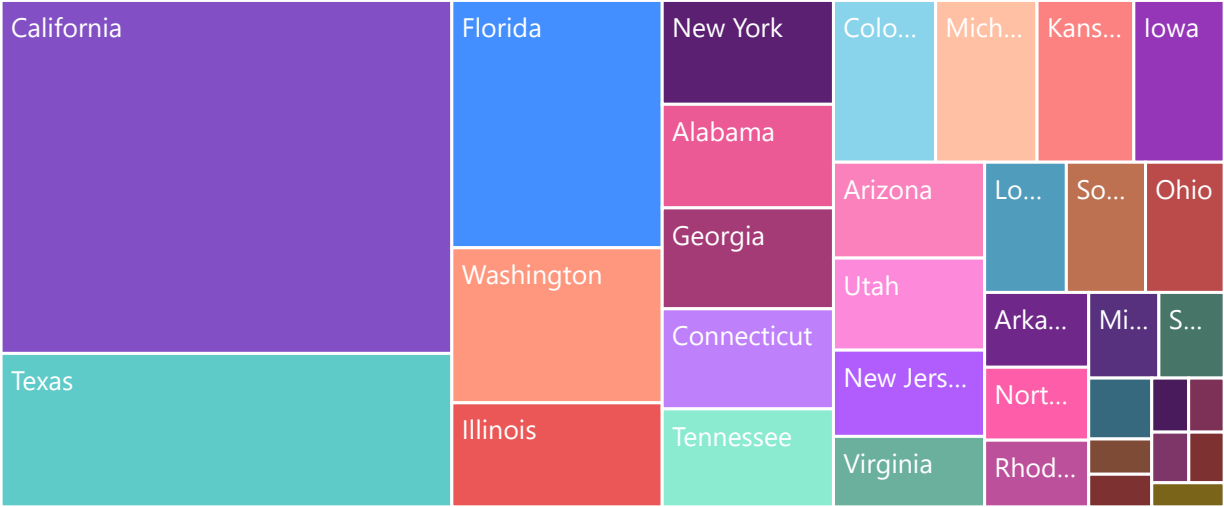 California
Texas
Florida
Washington
Illinois
New York
Alabama
Georgia
Connecticut
Tennessee
Colo...
Mich...
Kans...
Iowa
Arizona
Utah
New Jers...
Virginia
Lo...
So...
Ohio
Arka...
Nort...
Rhod...
Mi...
S...